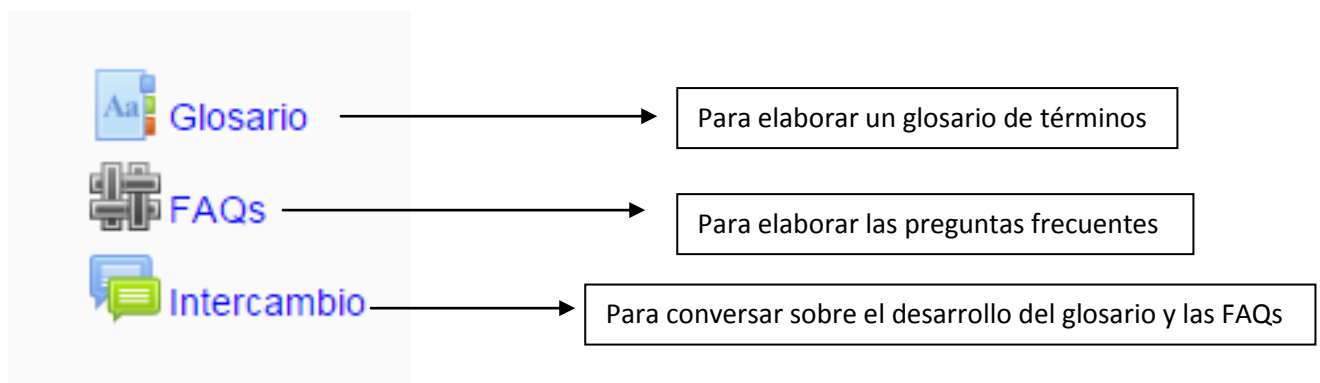 Aa
Glosario
Para elaborar un glosario de términos
FAQs
Para elaborar las preguntas frecuentes
Intercambio
Para conversar sobre el desarrollo del glosario y las FAQs